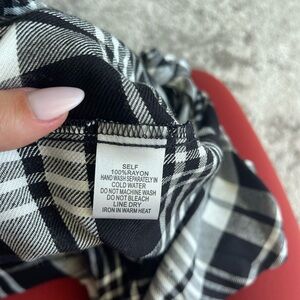 SELF
100%RAYON
HAND WASH SEPARATELY IN
COLD WATER
DO NOT MACHINE WASH
DO NOT BLEACH
LINE DRY
IRON IN WARM HEAT